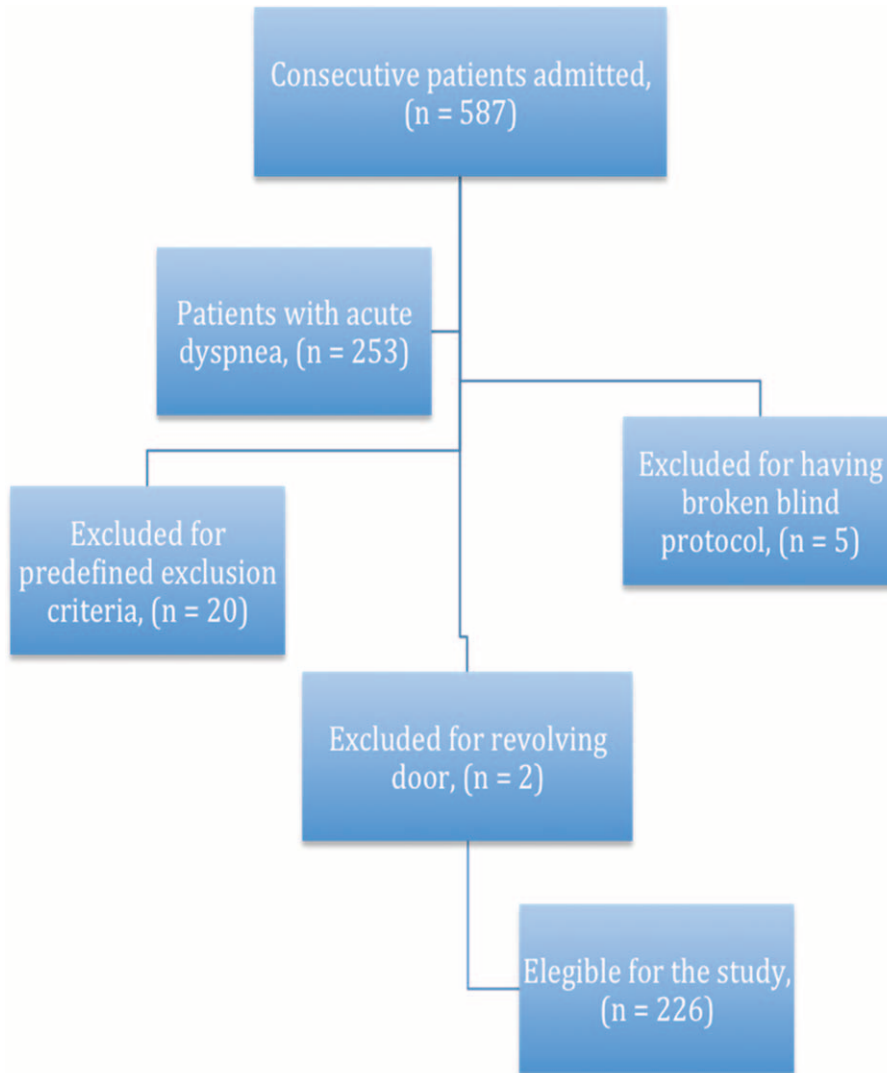 Consecutive patients admitted,
(n = 587)
Patients with acute
dyspnea, (n = 253)
Excluded for having
broken blind
protocol, (n = 5)
Excluded for
predefined exclusion
criteria, (n = 20)
Excluded for revolving
door, (n = 2)
Elegible for the study,
(n = 226)